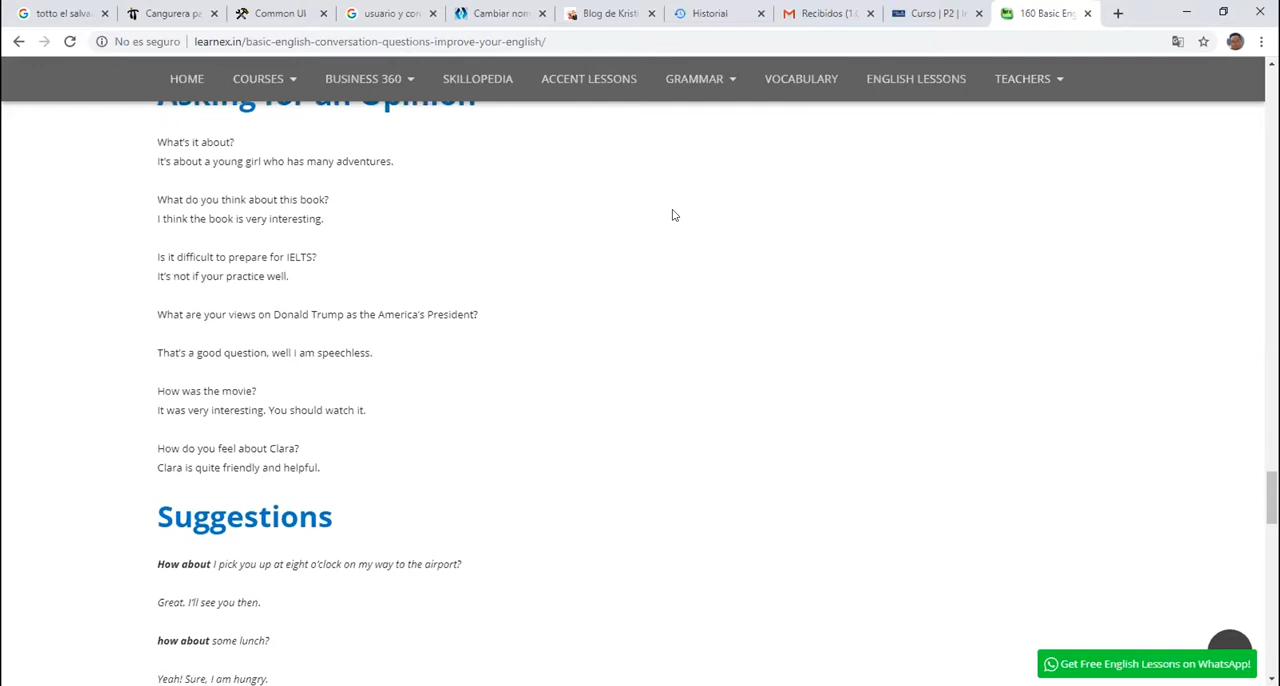 totto el salva
Cangurera pa
Common UI
usuario y cor
Cambiar nom
Blog de Krist
Historial
Recibidos (1.
Curso | P2 | Ir
160 Basic Eng
No es seguro | learnex.in/basic-english-conversation-questions-improve-your-english/
HOME COURSES BUSINESS 360 SKILLOPEDIA ACCENT LESSONS GRAMMAR VOCABULARY ENGLISH LESSONS TEACHERS
Asking for an Opinion
What's it about?
It's about a young girl who has many adventures.
What do you think about this book?
I think the book is very interesting.
Is it difficult to prepare for IELTS?
It's not if your practice well.
What are your views on Donald Trump as the America's President?
That's a good question, well I am speechless.
How was the movie?
It was very interesting. You should watch it.
How do you feel about Clara?
Clara is quite friendly and helpful.
Suggestions
How about I pick you up at eight o'clock on my way to the airport?
Great. I'll see you then.
how about some lunch?
Yeah! Sure, I am hungry.
Get Free English Lessons on WhatsApp!